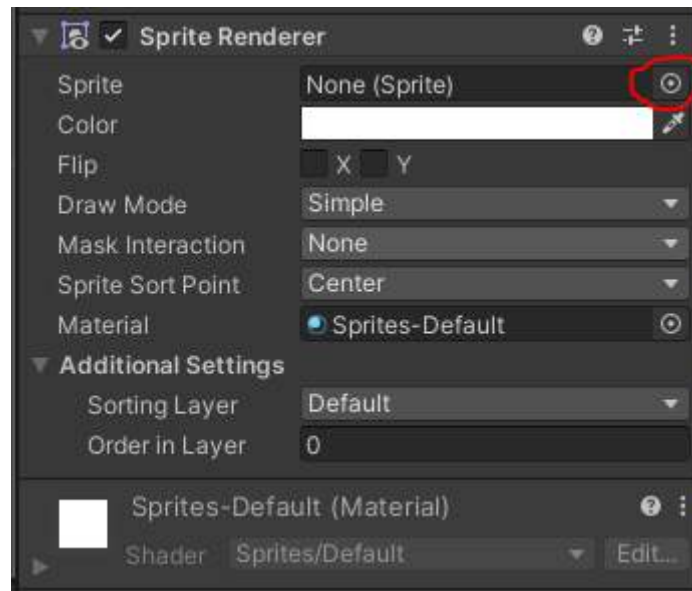 Sprite Renderer
Sprite None (Sprite)
Color
Flip X Y
Draw Mode Simple
Mask Interaction None
Sprite Sort Point Center
Material Sprites-Default
Additional Settings
Sorting Layer Default
Order in Layer 0
Sprites-Default (Material)
Shader Sprites/Default Edit...